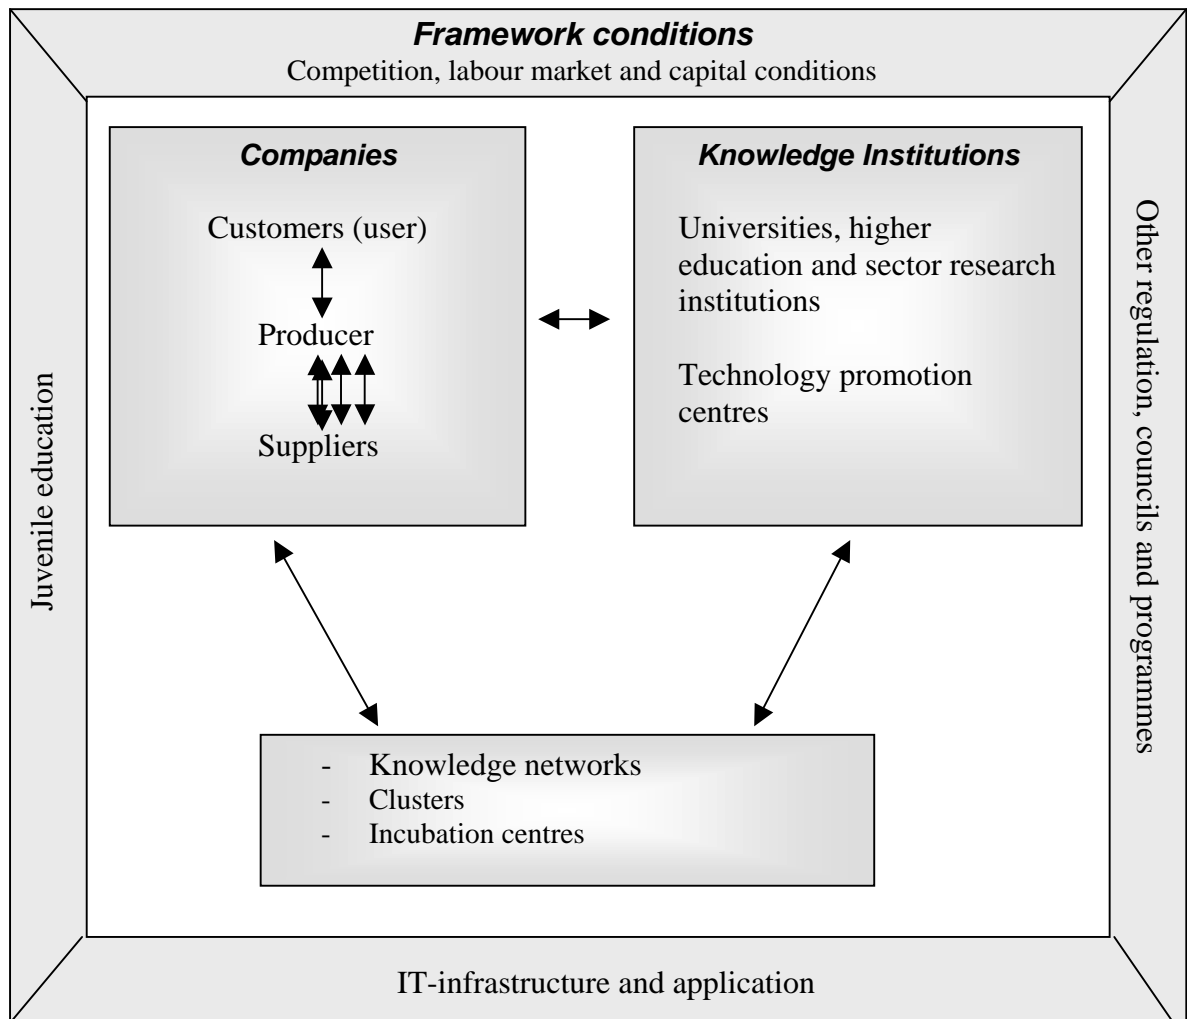 Framework conditions
Competition, labour market and capital conditions
Companies
Customers (user)
Producer
Suppliers
Knowledge Institutions
Universities, higher
education and sector research
institutions
Technology promotion
centres
Juvenile education
Other regulation, councils and programmes
- Knowledge networks
- Clusters
- Incubation centres
IT-infrastructure and application